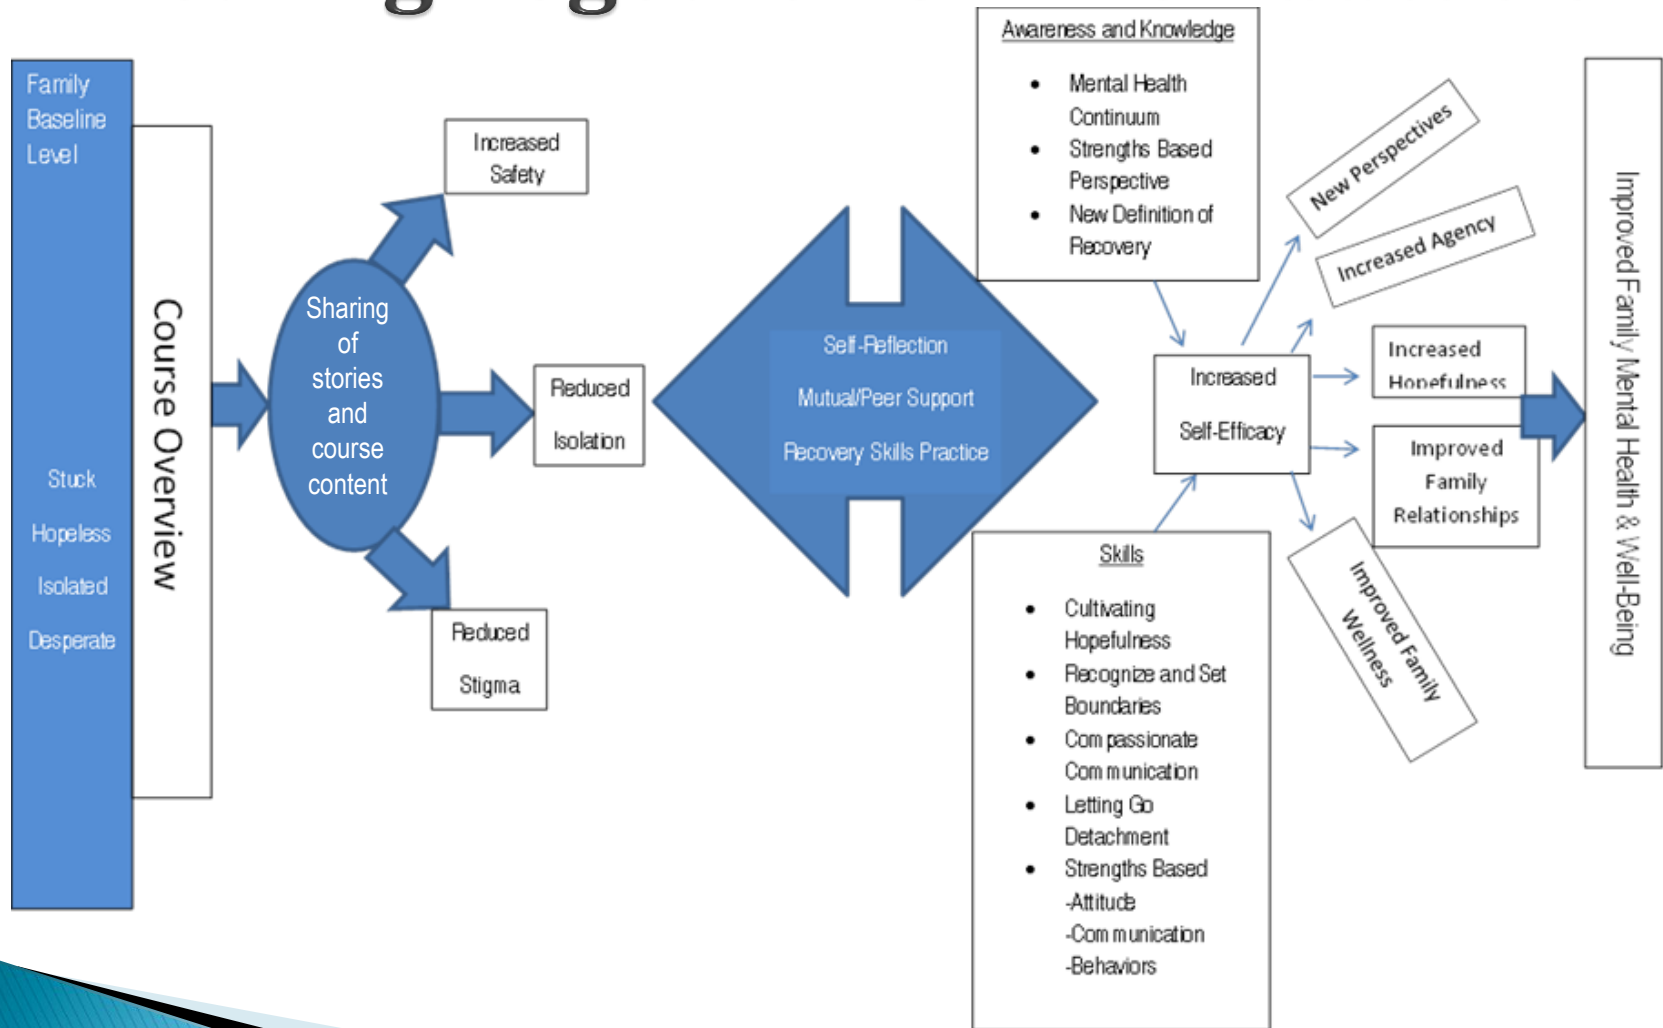 Family
Baseline
Level
Stuck
Hopeless
Isolated
Desperate
Course Overview
Sharing
of
stories
and
course
content
Increased
Safety
Reduced
Isolation
Reduced
Stigma
Self-Reflection
Mutual/Peer Support
Recovery Skills Practice
Awareness and Knowledge
• Mental Health
Continuum
• Strengths Based
Perspective
• New Definition of
Recovery
Increased
Self-Efficacy
Skills
• Cultivating
Hopefulness
• Recognize and Set
Boundaries
• Compassionate
Communication
• Letting Go
Detachment
• Strengths Based
-Attitude
-Communication
-Behaviors
New Perspectives
Increased Agency
Increased
Hopefulness
Improved
Family
Relationships
Improved Family
Wellness
Improved Family Mental Health & Well-Being